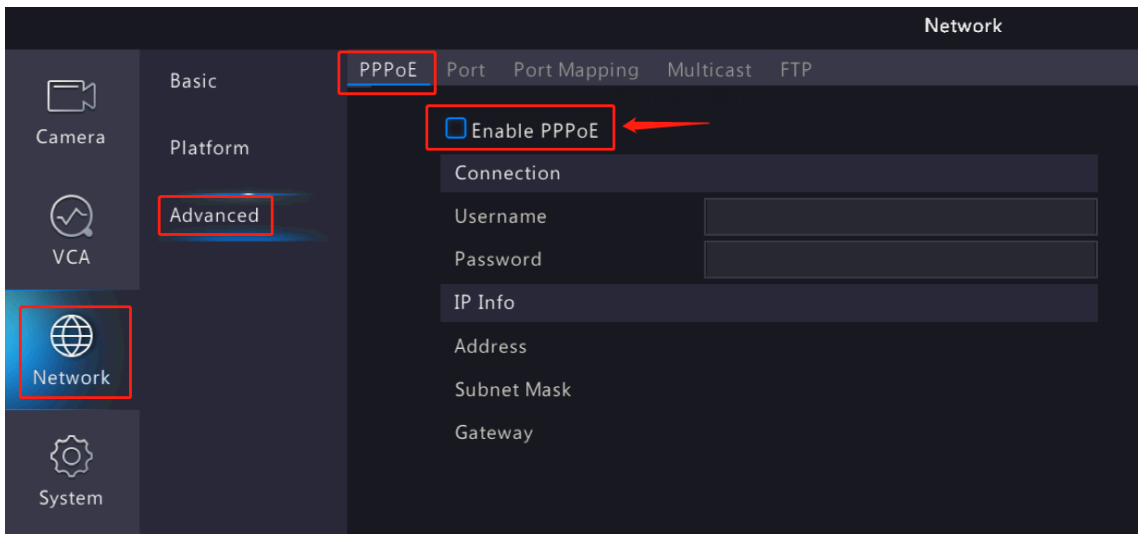 Network
Camera
VCA
Network
System
Basic
Platform
Advanced
PPPoE Port Port Mapping Multicast FTP
Enable PPPoE
Connection
Username
Password
IP Info
Address
Subnet Mask
Gateway